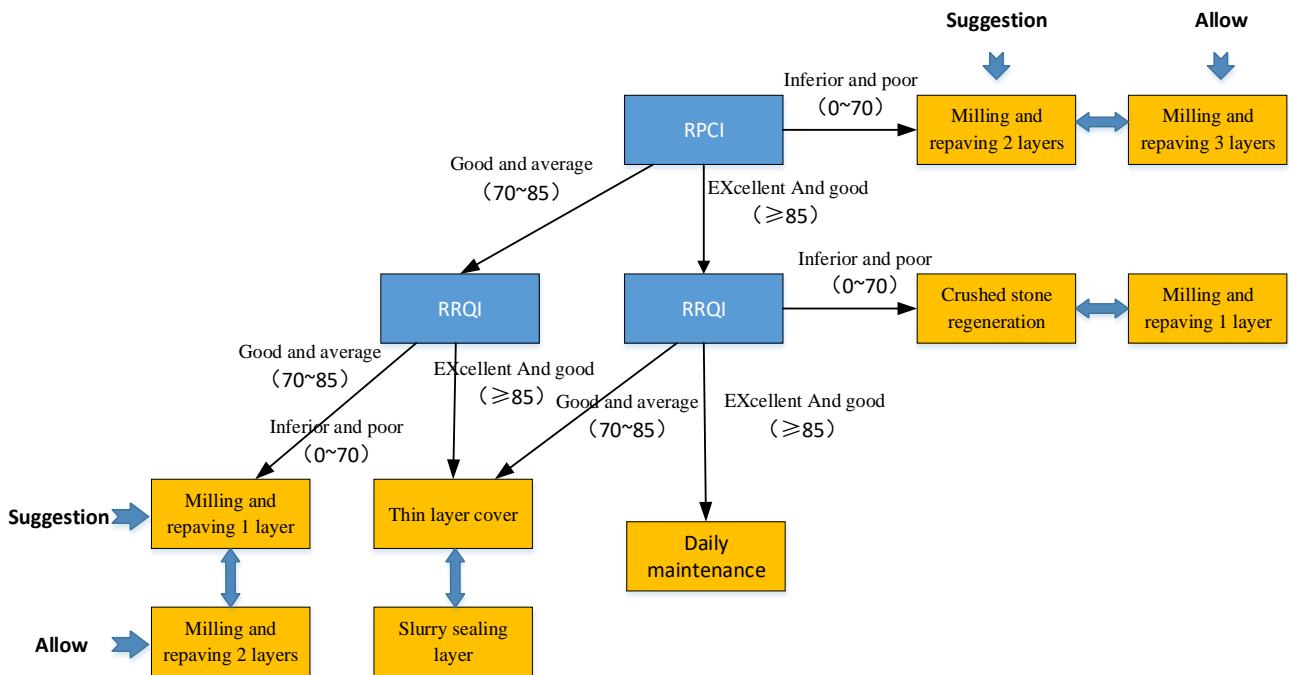 Suggestion
Allow
Inferior and poor
（0~70）
RPCI
Milling and
repaving 2 layers
Milling and
repaving 3 layers
Good and average
（70~85）
EXcellent And good
（≥85）
Inferior and poor
（0~70）
RRQI
RRQI
Crushed stone
regeneration
Milling and
repaving 1 layer
Good and average
（70~85）
EXcellent And good
（≥85）
Good and average
（70~85）
EXcellent And good
（≥85）
Inferior and poor
（0~70）
Suggestion
Milling and
repaving 1 layer
Thin layer cover
Daily
maintenance
Allow
Milling and
repaving 2 layers
Slurry sealing
layer